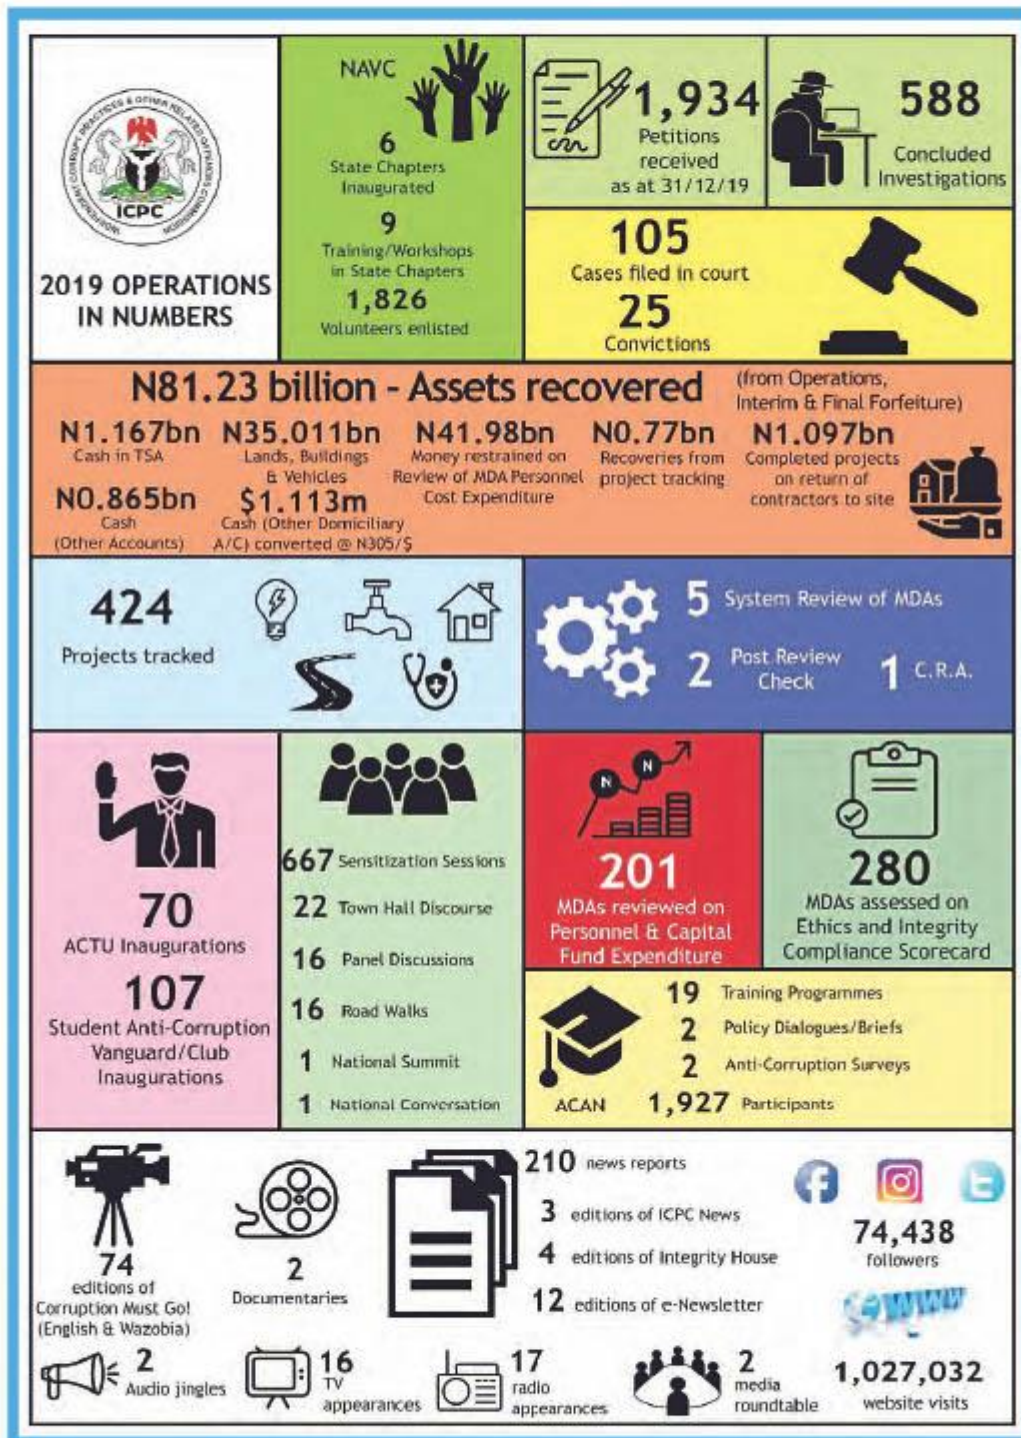 INDEPENDENT CORRUPT PRACTICES & OTHER RELATED OFFENCES COMMISSION
ICPC
2019 OPERATIONS
IN NUMBERS
NAVC
6
State Chapters
Inaugurated
9
Training/Workshops
in State Chapters
1,826
Volunteers enlisted
1,934
Petitions
received
as at 31/12/19
588
Concluded
Investigations
105
Cases filed in court
25
Convictions
N81.23 billion - Assets recovered
(from Operations,
Interim & Final Forfeiture)
N1.167bn
Cash in TSA
N35.011bn
Lands, Buildings
& Vehicles
N41.98bn
Money restrained on
Review of MDA Personnel
Cost Expenditure
N0.77bn
Recoveries from
project tracking
N1.097bn
Completed projects
on return of
contractors to site
N0.865bn
Cash
(Other Accounts)
$1.113m
Cash (Other Domiciliary
A/C) converted @ N305/$
424
Projects tracked
5 System Review of MDAs
2 Post Review
Check
1 C.R.A.
70
ACTU Inaugurations
107
Student Anti-Corruption
Vanguard/Club
Inaugurations
667 Sensitization Sessions
22 Town Hall Discourse
16 Panel Discussions
16 Road Walks
1 National Summit
1 National Conversation
N N
201
MDAs reviewed on
Personnel & Capital
Fund Expenditure
280
MDAs assessed on
Ethics and Integrity
Compliance Scorecard
ACAN
19 Training Programmes
2 Policy Dialogues/Briefs
2 Anti-Corruption Surveys
1,927 Participants
74
editions of
Corruption Must Go!
(English & Wazobia)
2
Documentaries
210 news reports
3 editions of ICPC News
4 editions of Integrity House
12 editions of e-Newsletter
f
t
74,438
followers
www
1,027,032
website visits
2
Audio jingles
16
TV
appearances
17
radio
appearances
2
media
roundtable